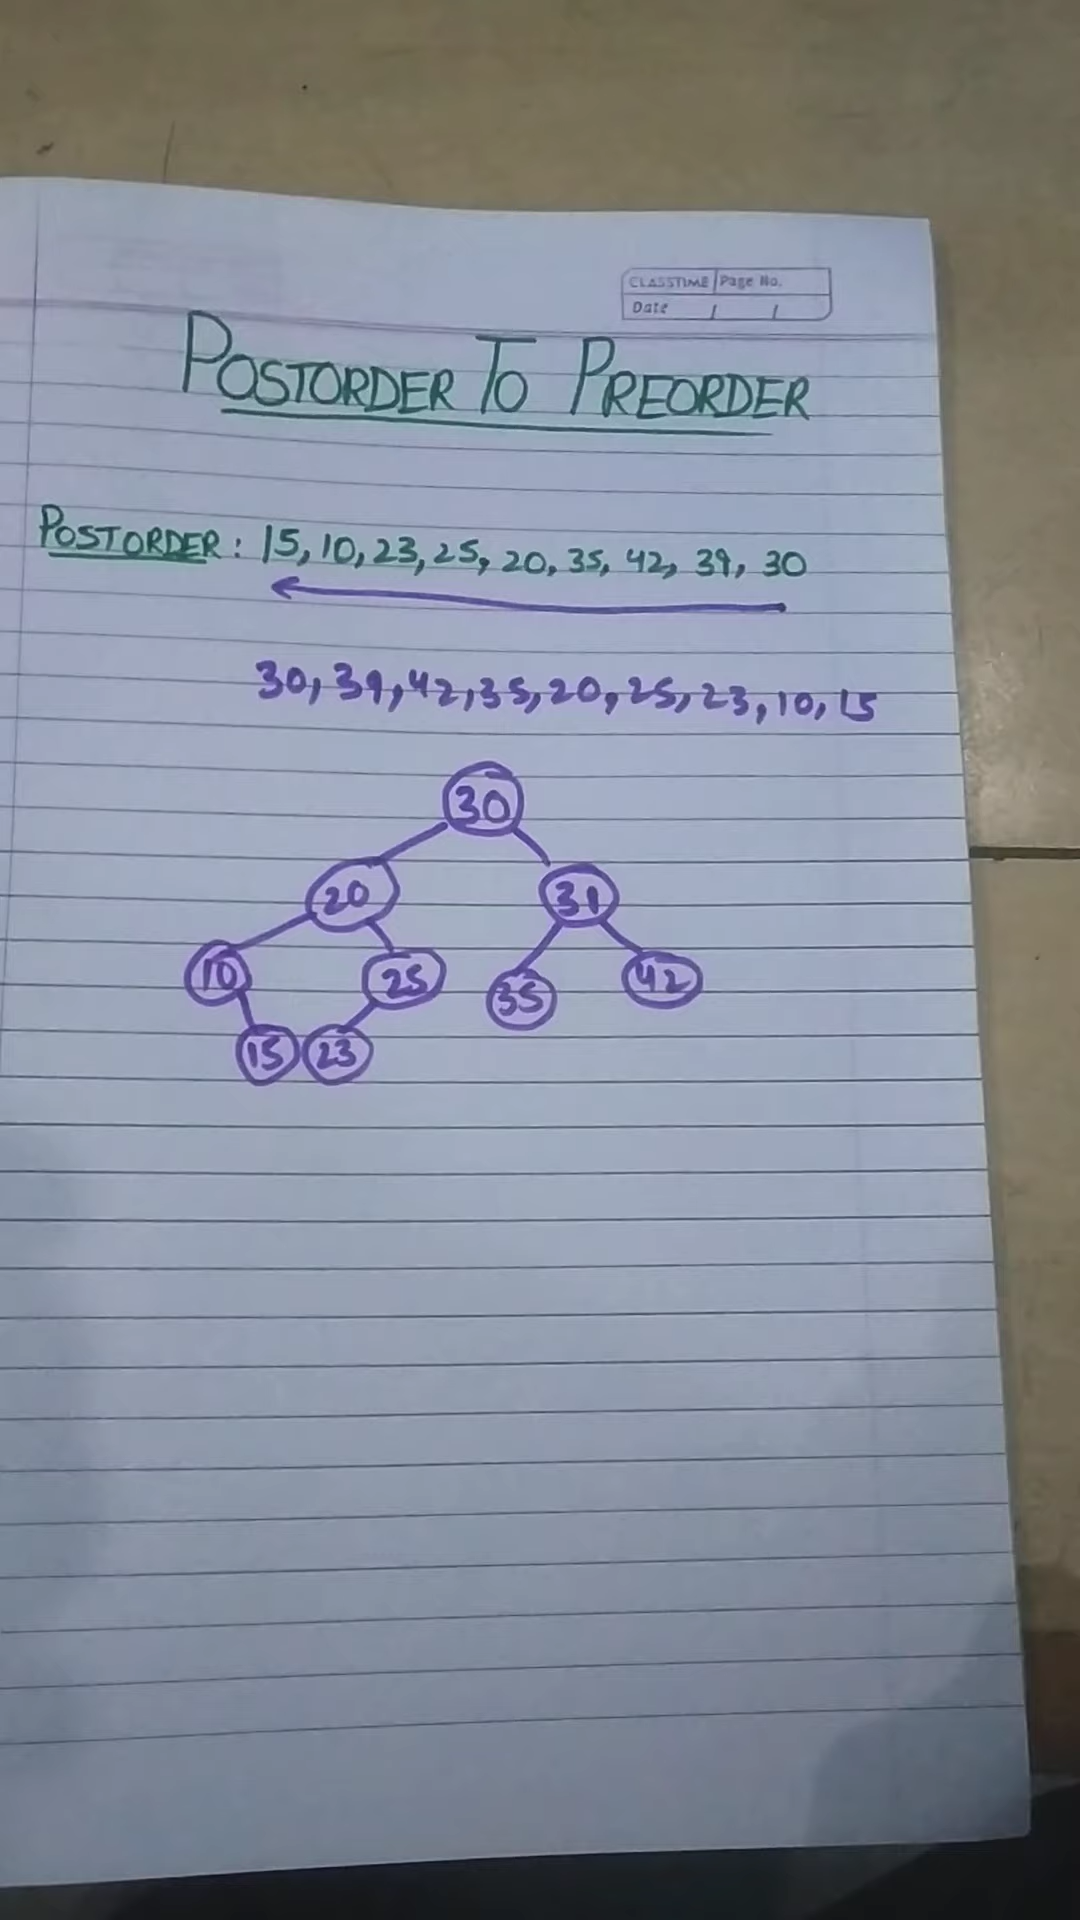 CLASSTIME Page No.
Date / /
POSTORDER TO PREORDER
POSTORDER: 15, 10, 23, 25, 20, 35, 42, 39, 30
30, 39, 42, 35, 20, 25, 23, 10, 15
30
20 39
10 25 35 42
15 23